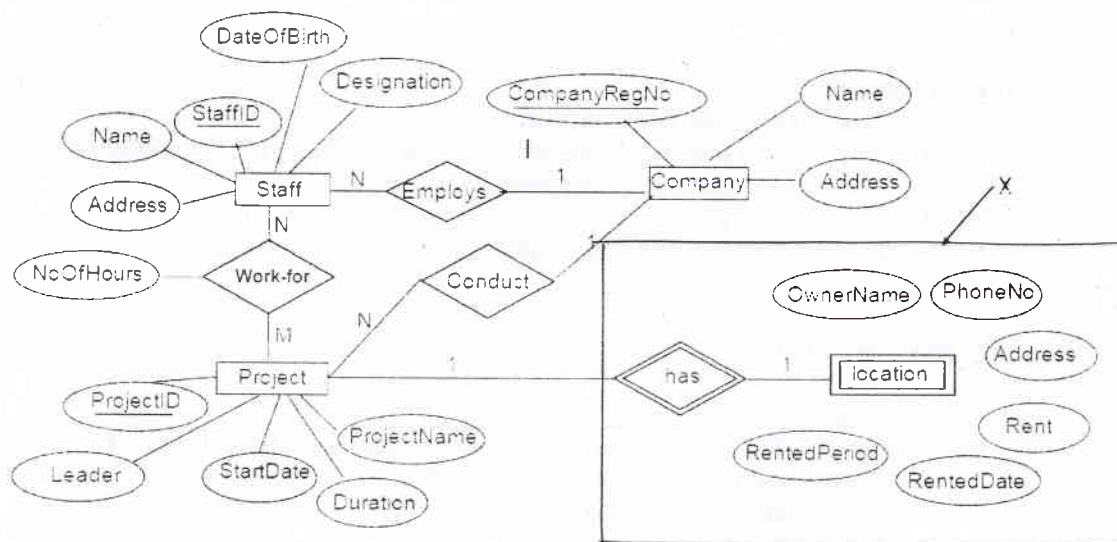 DateOfBirth
Designation
CompanyRegNo
Name
StaffID
Name
Staff
N
Employs
1
Company
Address
Address
X
N
NoOfHours
Work-for
Conduct
1
OwnerName
PhoneNo
N
M
Address
Project
1
has
1
location
ProjectID
ProjectName
Rent
RentedPeriod
Leader
StartDate
RentedDate
Duration